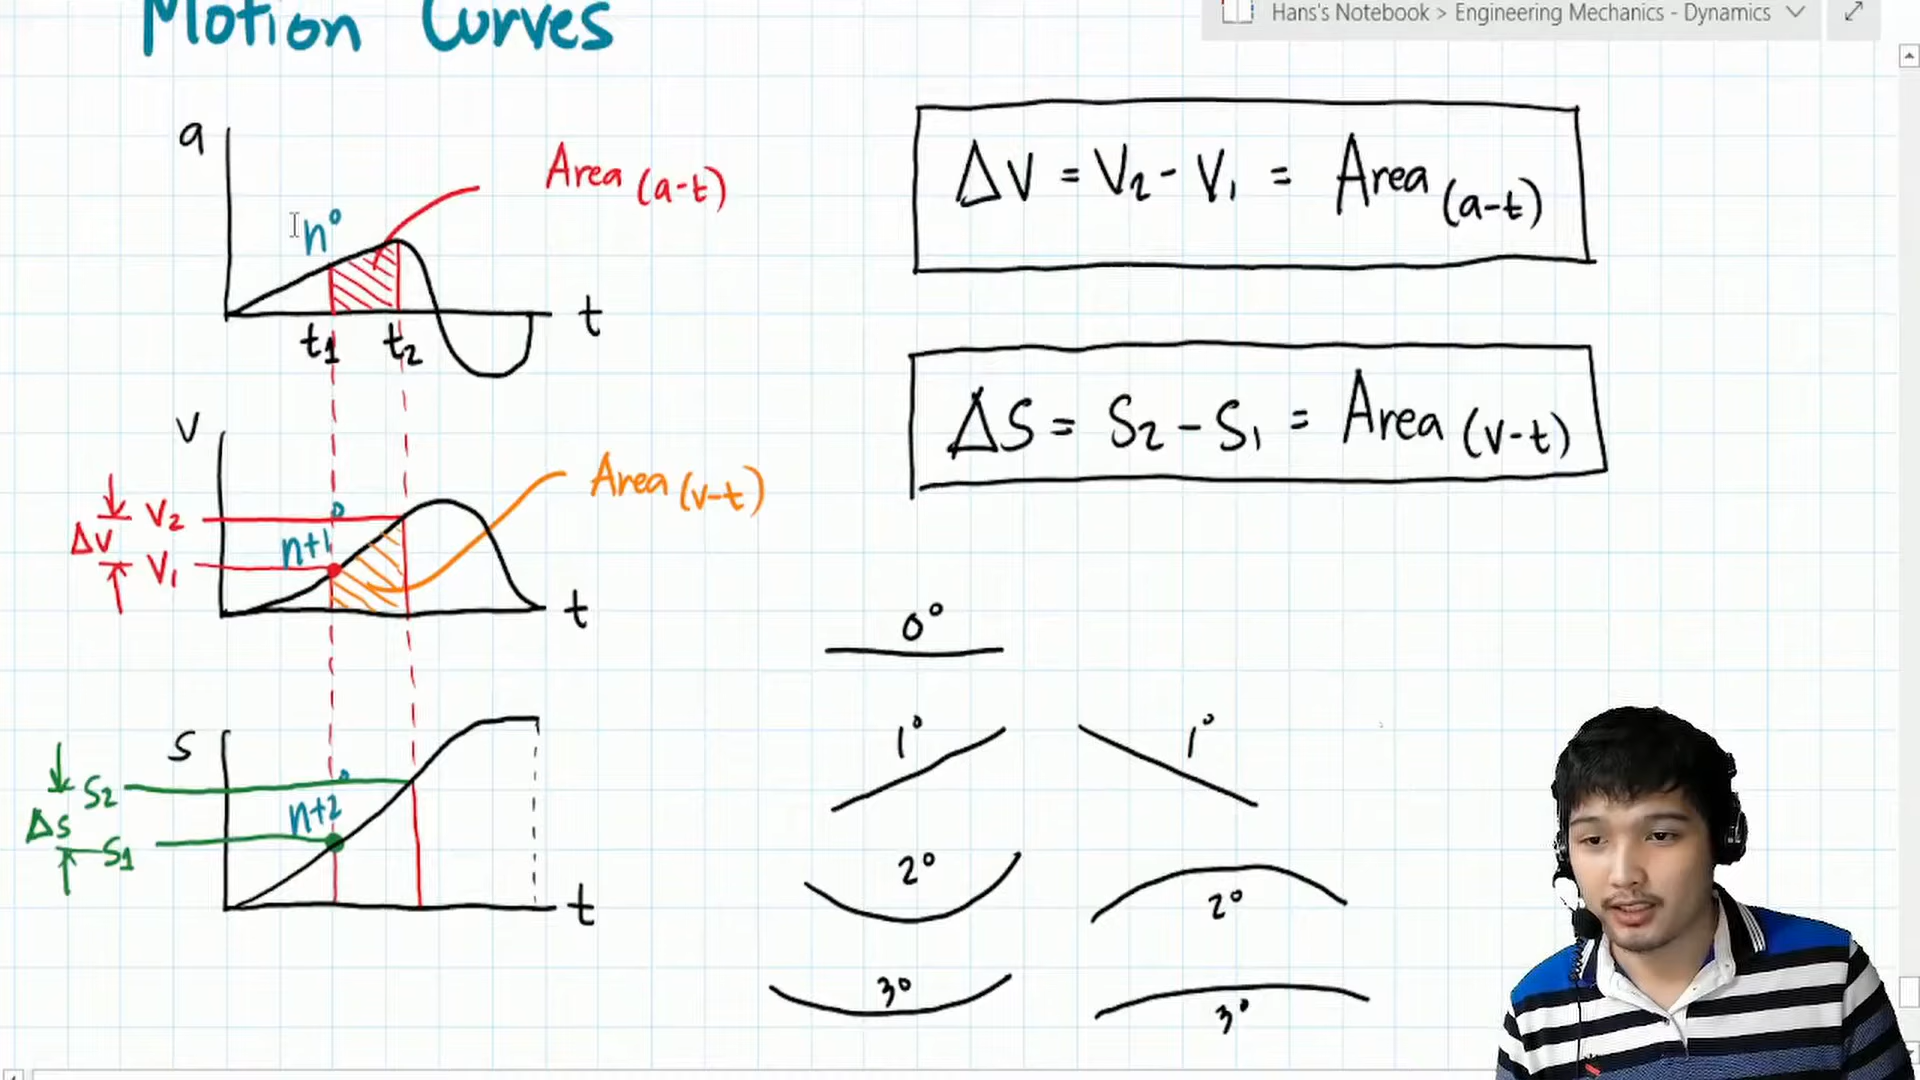 Motion Curves
Hans's Notebook > Engineering Mechanics - Dynamics
a
Area (a-t)
n°
t
t1 t2
ΔV = V2 - V1 = Area (a-t)
ΔS = S2 - S1 = Area (v-t)
V
Area (v-t)
V2
ΔV
V1
n+1°
t
S
S2
ΔS
S1
n+2°
t
0°
1° 1°
2° 2°
3° 3°